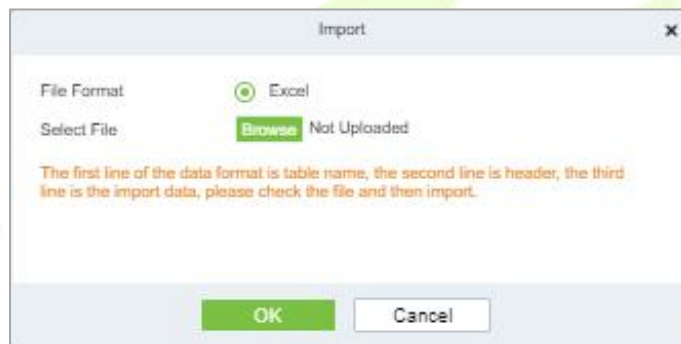 Import
File Format Excel
Select File Browse Not Uploaded
The first line of the data format is table name, the second line is header, the third
line is the import data, please check the file and then import.
OK Cancel